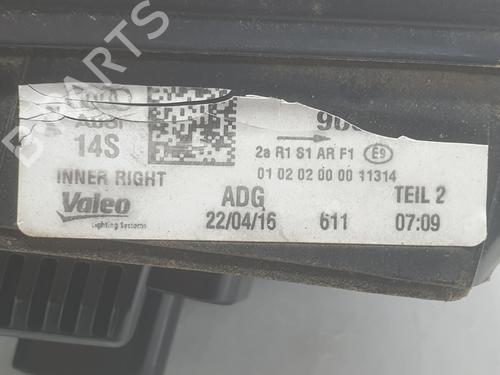 B-PARTS
14S
2a R1 S1 AR F1 E9
INNER RIGHT
01 02 02 00 00 11314
Valeo
Lighting Systems
ADG
TEIL 2
22/04/16 611 07:09